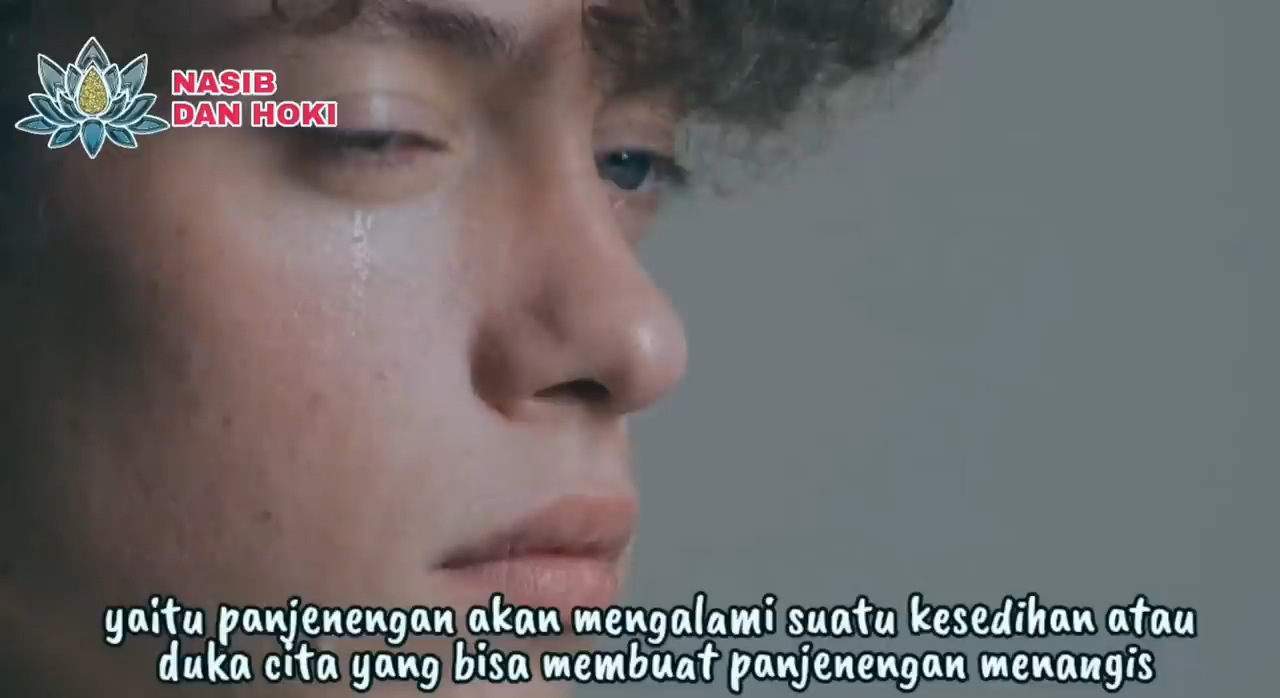 NASIB
DAN HOKI
yaitu panjenengan akan mengalami suatu kesedihan atau
duka cita yang bisa membuat panjenengan menangis